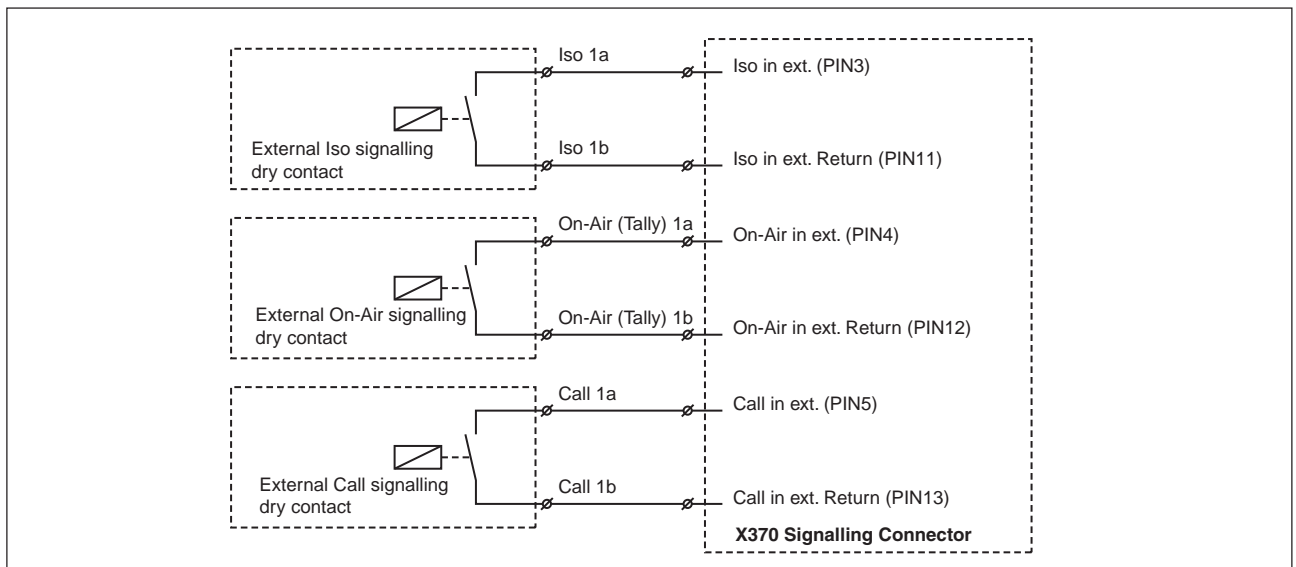 Iso 1a
Iso in ext. (PIN3)
External Iso signalling
dry contact
Iso 1b
Iso in ext. Return (PIN11)
On-Air (Tally) 1a
On-Air in ext. (PIN4)
External On-Air signalling
dry contact
On-Air (Tally) 1b
On-Air in ext. Return (PIN12)
Call 1a
Call in ext. (PIN5)
External Call signalling
dry contact
Call 1b
Call in ext. Return (PIN13)
X370 Signalling Connector